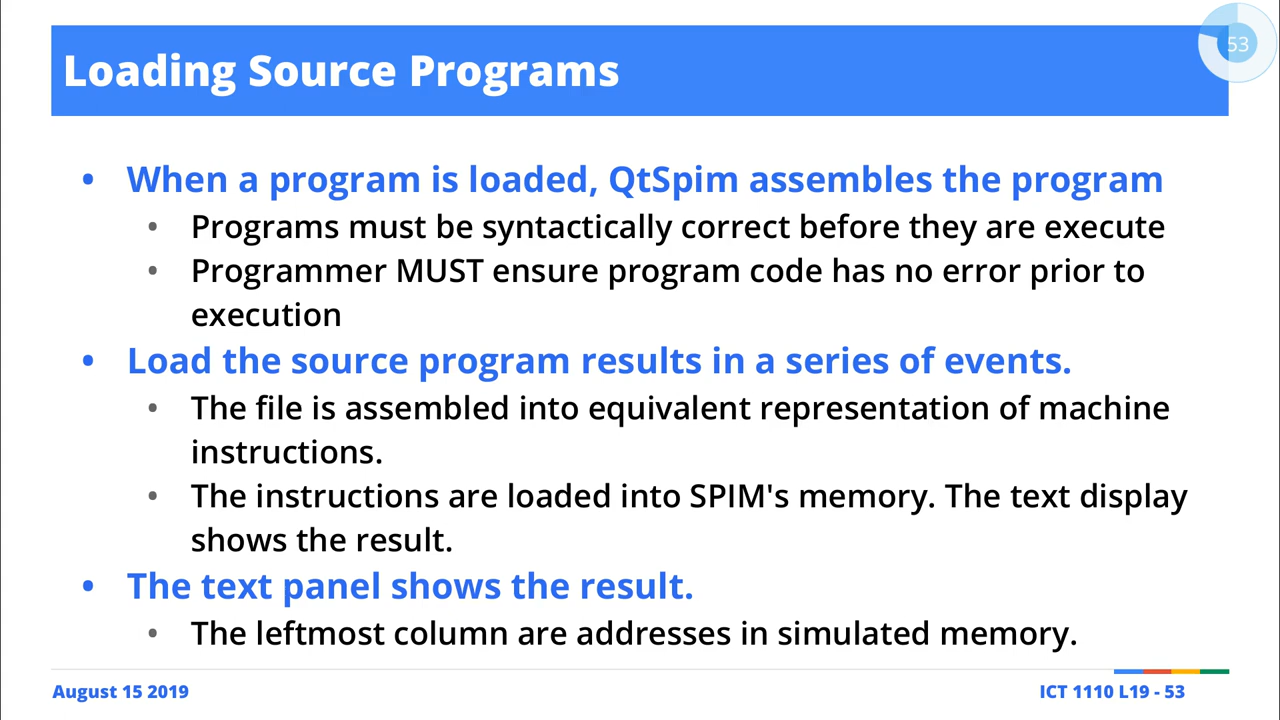 53
Loading Source Programs
• When a program is loaded, QtSpim assembles the program
• Programs must be syntactically correct before they are execute
• Programmer MUST ensure program code has no error prior to
execution
• Load the source program results in a series of events.
• The file is assembled into equivalent representation of machine
instructions.
• The instructions are loaded into SPIM's memory. The text display
shows the result.
• The text panel shows the result.
• The leftmost column are addresses in simulated memory.
August 15 2019
ICT 1110 L19 - 53